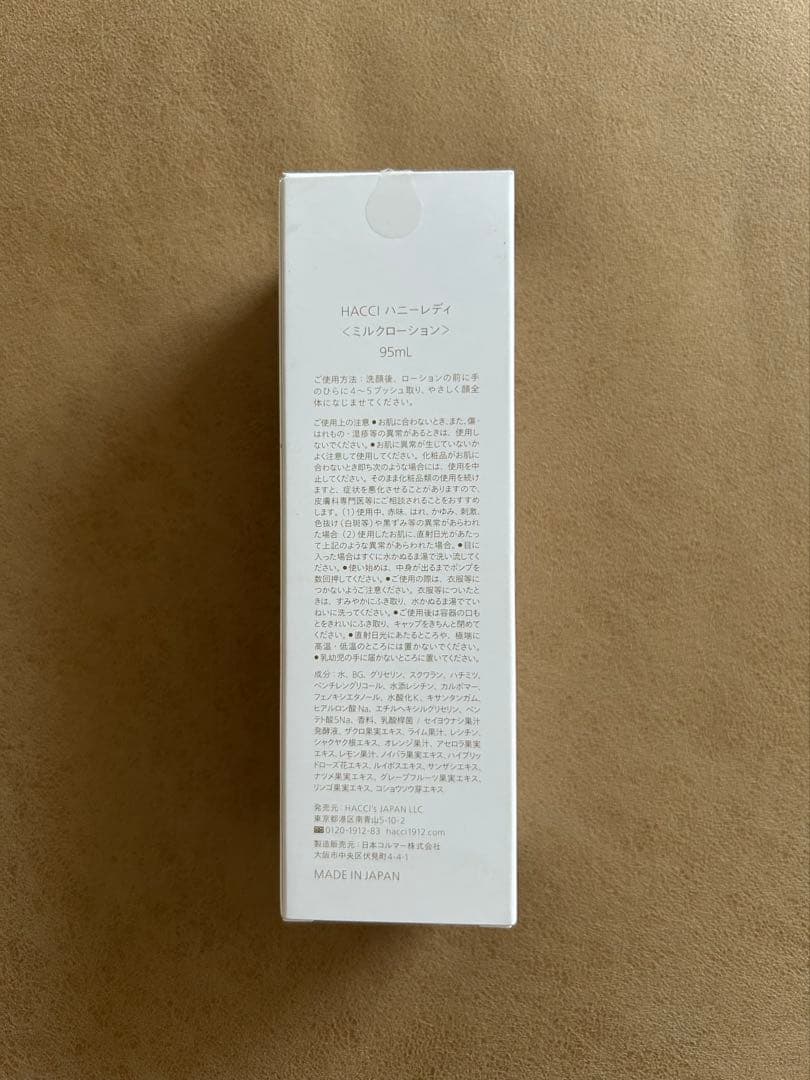 HACCI ハニーレディ
＜ミルクローション＞
95mL
ご使用方法：洗顔後、ローションの前に手
のひらに4〜5プッシュ取り、やさしく顔全
体になじませてください。
ご使用上の注意●お肌に合わないとき、また、傷・
はれもの・湿疹等の異常があるときは、使用し
ないでください。●お肌に異常が生じていないか
よく注意して使用してください。化粧品がお肌に
合わないとき即ち次のような場合には、使用を中
止してください。そのまま化粧品類の使用を続け
ますと、症状を悪化させることがありますので、
皮膚科専門医等にご相談されることをおすすめ
します。（1）使用中、赤味、はれ、かゆみ、刺激、
色抜け（白斑等）や黒ずみ等の異常があらわれ
た場合（2）使用したお肌に、直射日光があたっ
て上記のような異常があらわれた場合。●目に
入った場合はすぐに水かぬるま湯で洗い流してく
ださい。●使い始めは、中身が出るまでポンプを
数回押してください。●ご使用の際は、衣服等に
つかないようご注意ください。衣服等についたと
きは、すみやかにふき取り、水かぬるま湯でてい
ねいに洗ってください。●ご使用後は容器の口も
とをきれいにふき取り、キャップをきちんと閉めて
ください。●直射日光にあたるところや、極端に
高温・低温のところには置かないでください。
●乳幼児の手に届かないところに置いてください。
成分：水、BG、グリセリン、スクワラン、ハチミツ、
ペンチレングリコール、水添レシチン、カルボマー、
フェノキシエタノール、水酸化K、キサンタンガム、
ヒアルロン酸Na、エチルヘキシルグリセリン、ペン
テト酸5Na、香料、乳酸桿菌／セイヨウナシ果汁
発酵液、ザクロ果実エキス、ライム果汁、レシチン、
シャクヤク根エキス、オレンジ果汁、アセロラ果実
エキス、レモン果汁、ノイバラ果実エキス、ハイブリッ
ドローズ花エキス、ルイボスエキス、サンザシエキス、
ナツメ果実エキス、グレープフルーツ果実エキス、
リンゴ果実エキス、コショウソウ芽エキス
発売元：HACCI's JAPAN LLC
東京都港区南青山5-10-2
0120-1912-83 hacci1912.com
製造販売元：日本コルマー株式会社
大阪市中央区伏見町4-4-1
MADE IN JAPAN